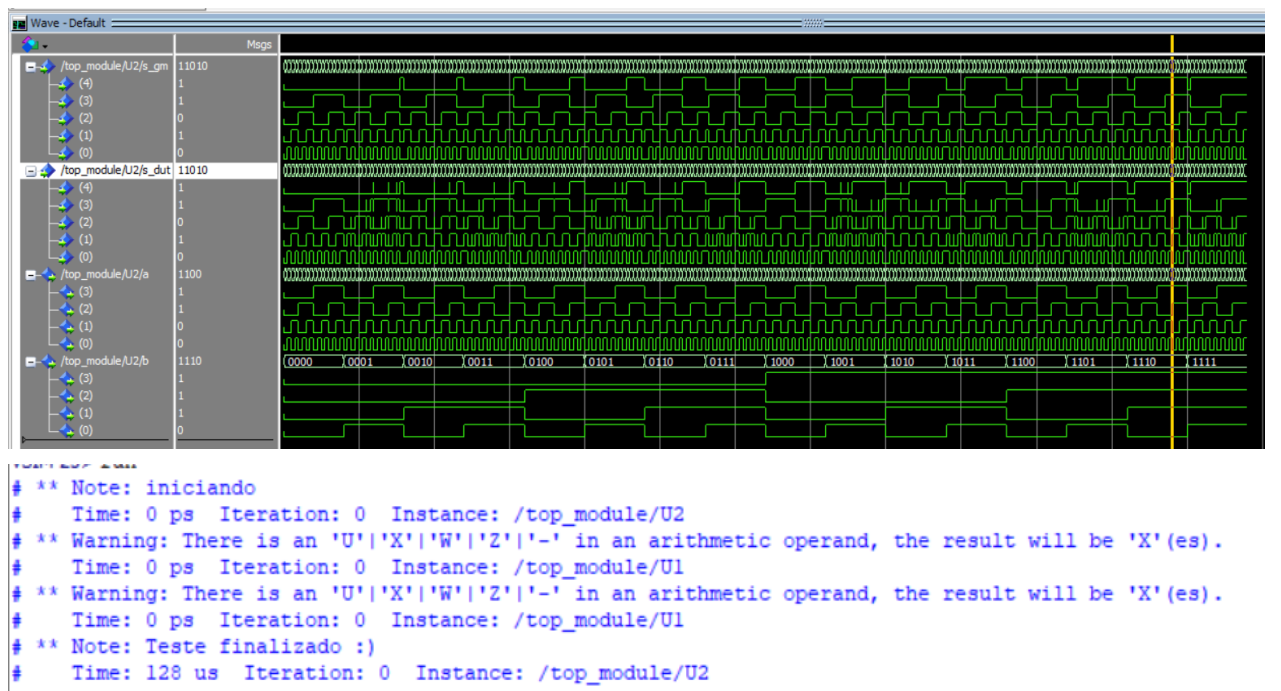 Wave - Default
Msgs
/top_module/U2/s_gm 11010
(4) 1
(3) 1
(2) 0
(1) 1
(0) 0
/top_module/U2/s_dut 11010
(4) 1
(3) 1
(2) 0
(1) 1
(0) 0
/top_module/U2/a 1100
(3) 1
(2) 1
(1) 0
(0) 0
/top_module/U2/b 1110 0000 0001 0010 0011 0100 0101 0110 0111 1000 1001 1010 1011 1100 1101 1110 1111
(3) 1
(2) 1
(1) 1
(0) 0
# ** Note: iniciando
#    Time: 0 ps  Iteration: 0  Instance: /top_module/U2
# ** Warning: There is an 'U'|'X'|'W'|'Z'|'-' in an arithmetic operand, the result will be 'X'(es).
#    Time: 0 ps  Iteration: 0  Instance: /top_module/U1
# ** Warning: There is an 'U'|'X'|'W'|'Z'|'-' in an arithmetic operand, the result will be 'X'(es).
#    Time: 0 ps  Iteration: 0  Instance: /top_module/U1
# ** Note: Teste finalizado :)
#    Time: 128 us  Iteration: 0  Instance: /top_module/U2